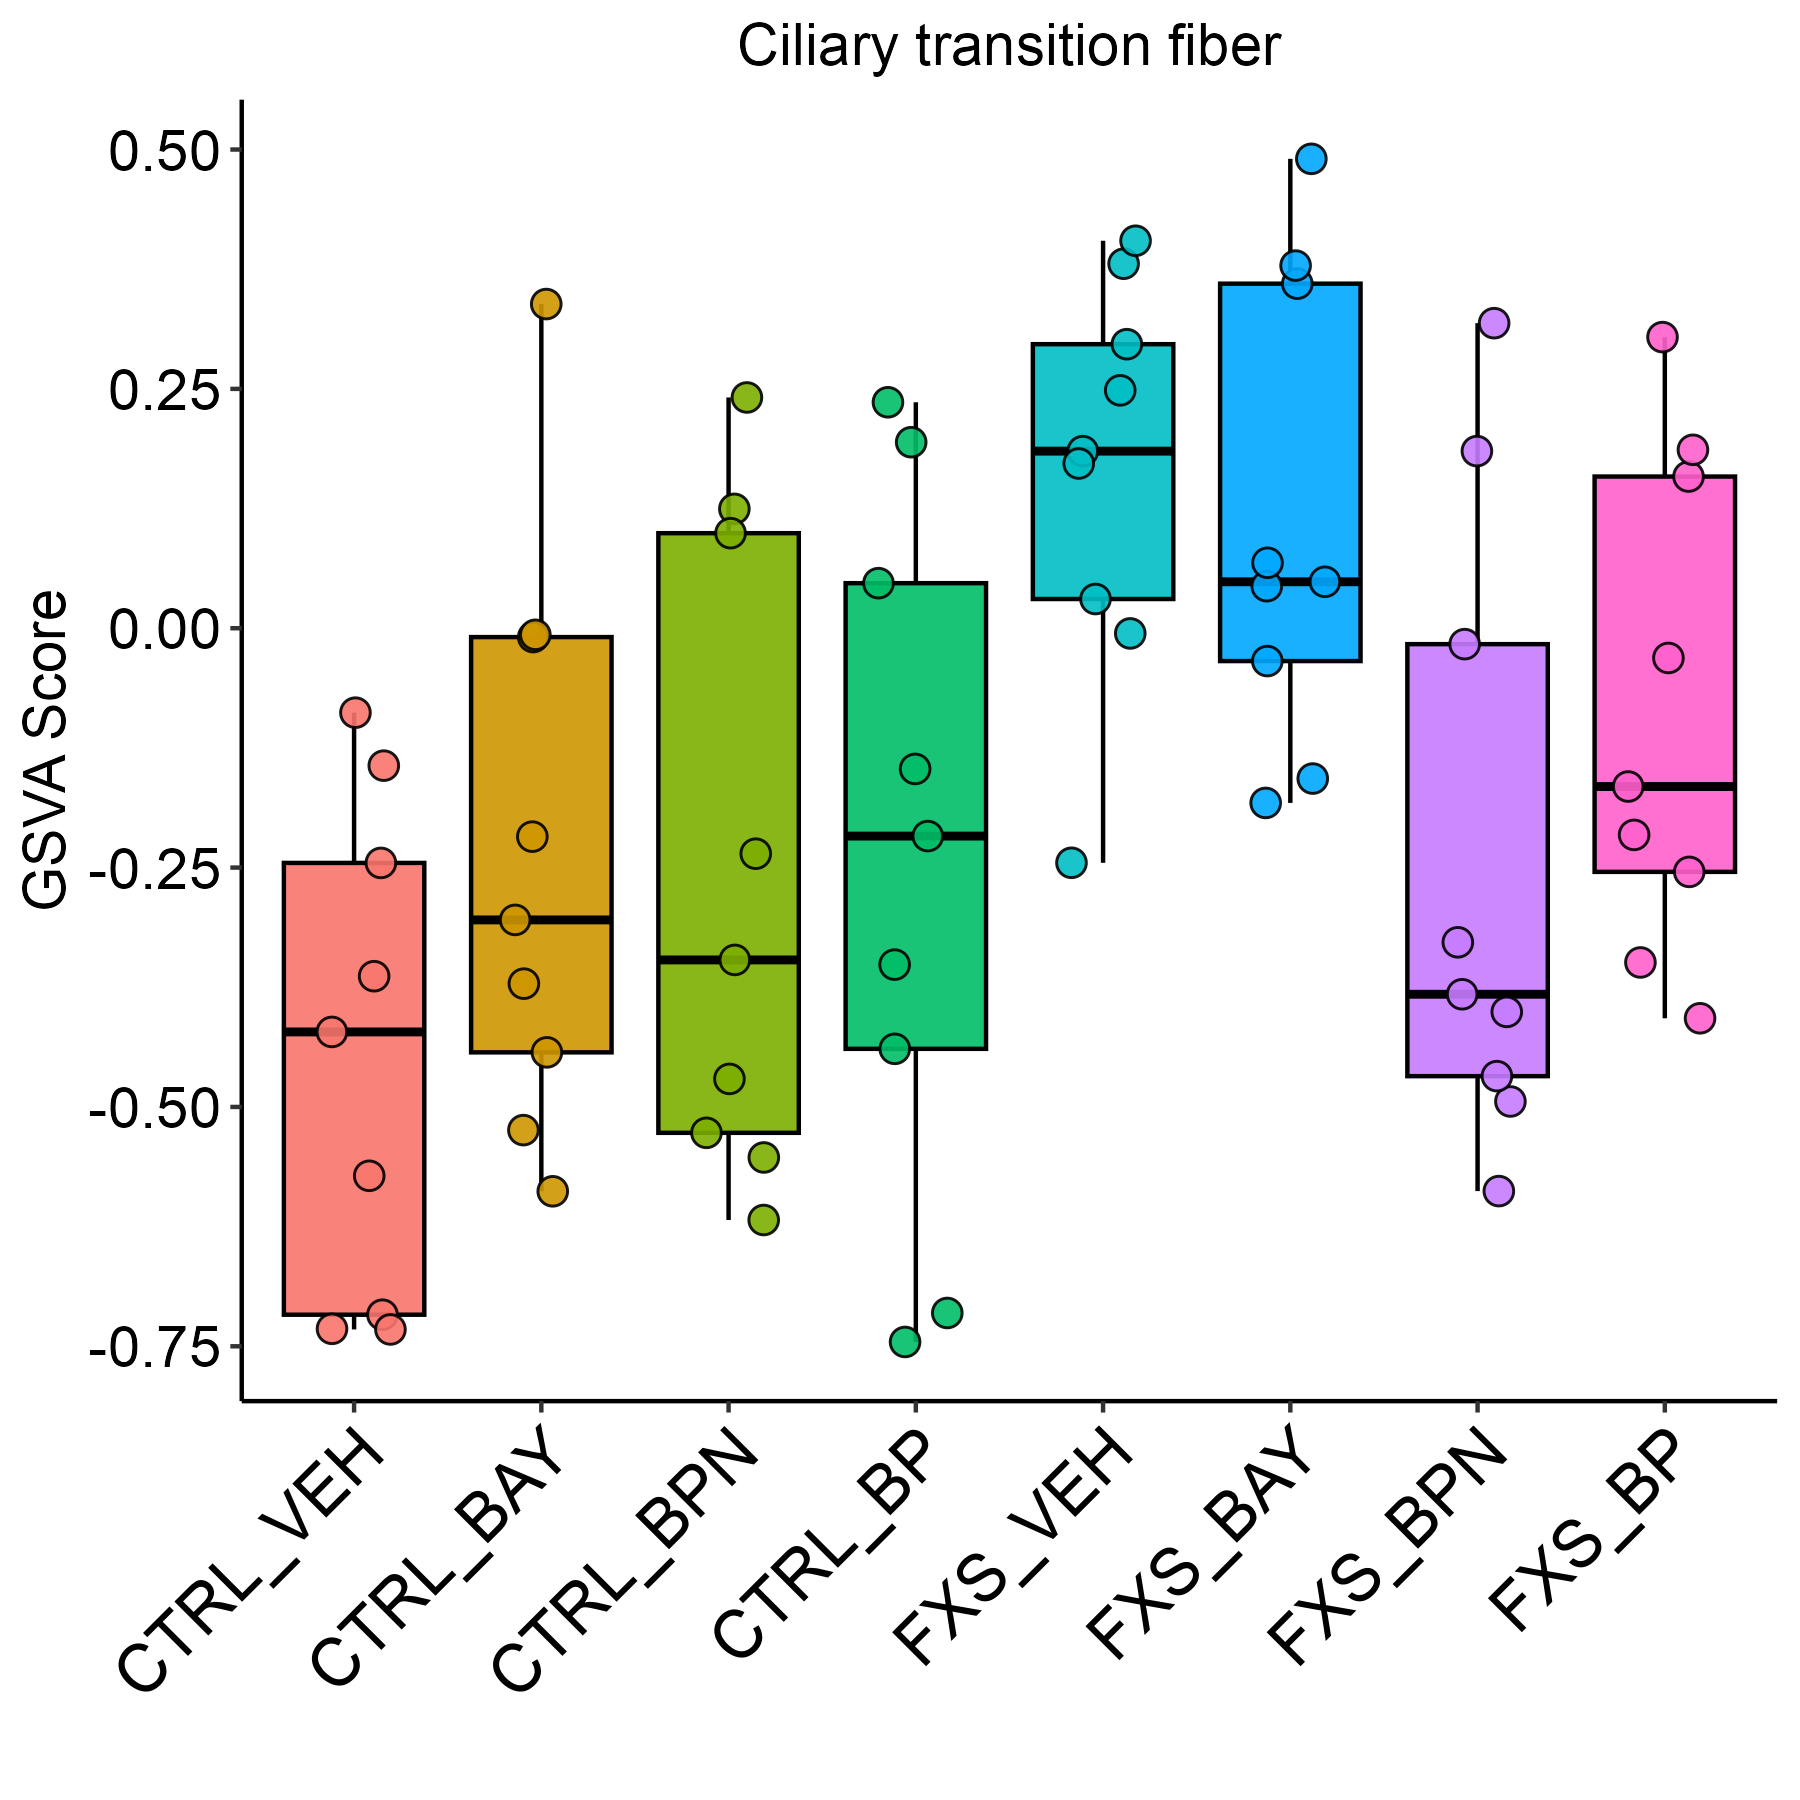 Ciliary transition fiber
GSVA Score
0.50
0.25
0.00
-0.25
-0.50
-0.75
CTRL_VEH
CTRL_BAY
CTRL_BPN
CTRL_BP
FXS_VEH
FXS_BAY
FXS_BPN
FXS_BP